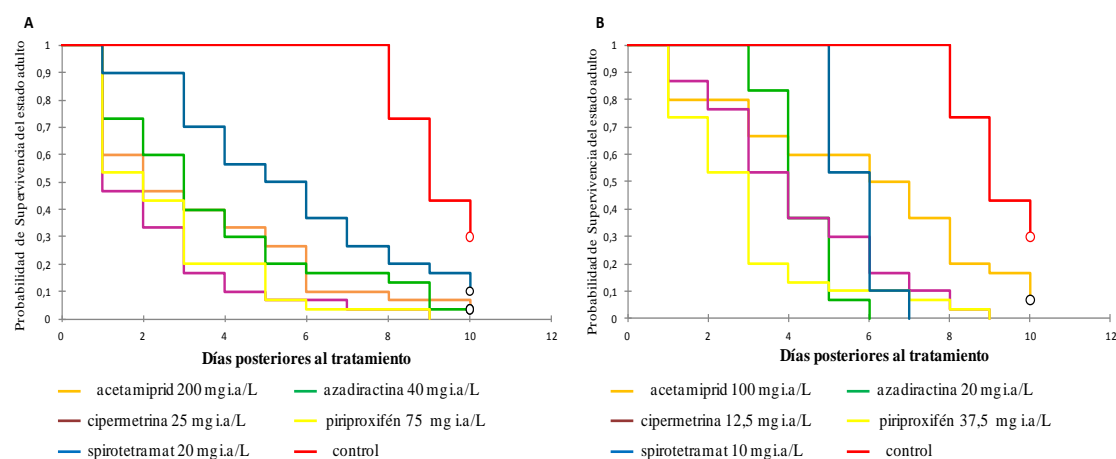 A
Probabilidad de Supervivencia del estado adulto
1
0,9
0,8
0,7
0,6
0,5
0,4
0,3
0,2
0,1
0
0 2 4 6 8 10 12
Días posteriores al tratamiento
acetamiprid 200 mg i.a/L azadiractina 40 mg i.a/L
cipermetrina 25 mg i.a/L piriproxifén 75 mg i.a/L
spirotetramat 20 mg i.a/L control
B
Probabilidad de Supervivencia del estado adulto
1
0,9
0,8
0,7
0,6
0,5
0,4
0,3
0,2
0,1
0
0 2 4 6 8 10 12
Días posteriores al tratamiento
acetamiprid 100 mg i.a/L azadiractina 20 mg i.a/L
cipermetrina 12,5 mg i.a/L piriproxifén 37,5 mg i.a/L
spirotetramat 10 mg i.a/L control